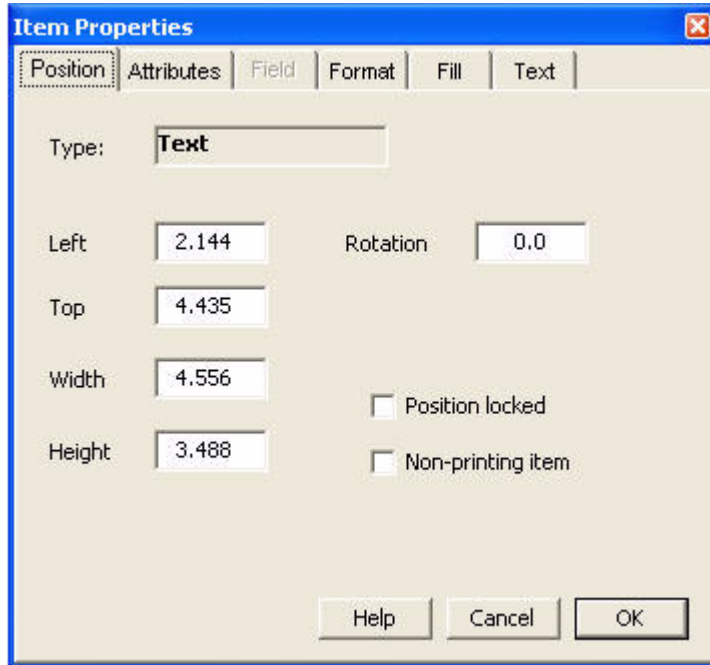 Item Properties
Position Attributes Field Format Fill Text
Type: Text
Left 2.144 Rotation 0.0
Top 4.435
Width 4.556
Position locked
Height 3.488
Non-printing item
Help Cancel OK